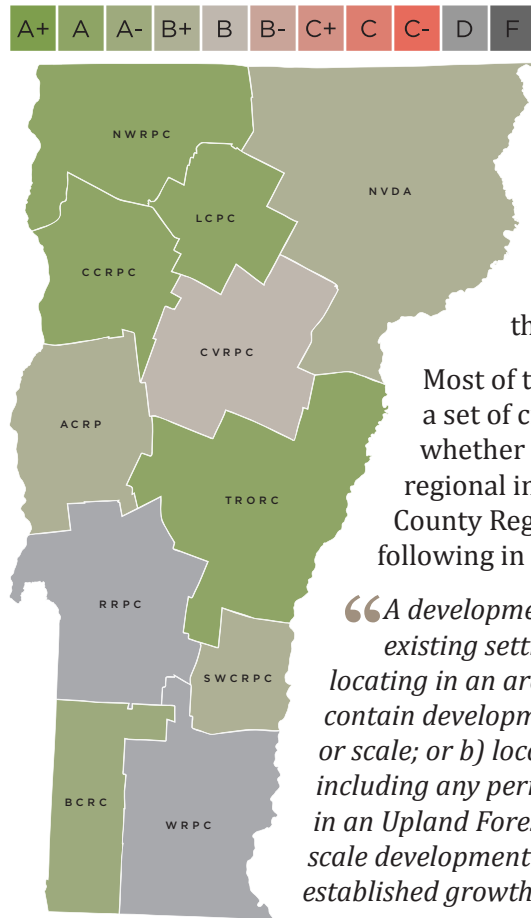 A+ A A- B+ B B- C+ C C- D F
NWRPC
NVDA
LCPC
CCRPC
CVRPC
ACRP
TRORC
RRPC
SWCRPC
BCRC
WRPC
th
Most of t
a set of c
whether
regional in
County Reg
following in
“A developme
existing sett
locating in an ar
contain developm
or scale; or b) loca
including any peri
in an Upland Fores
scale development
established growth